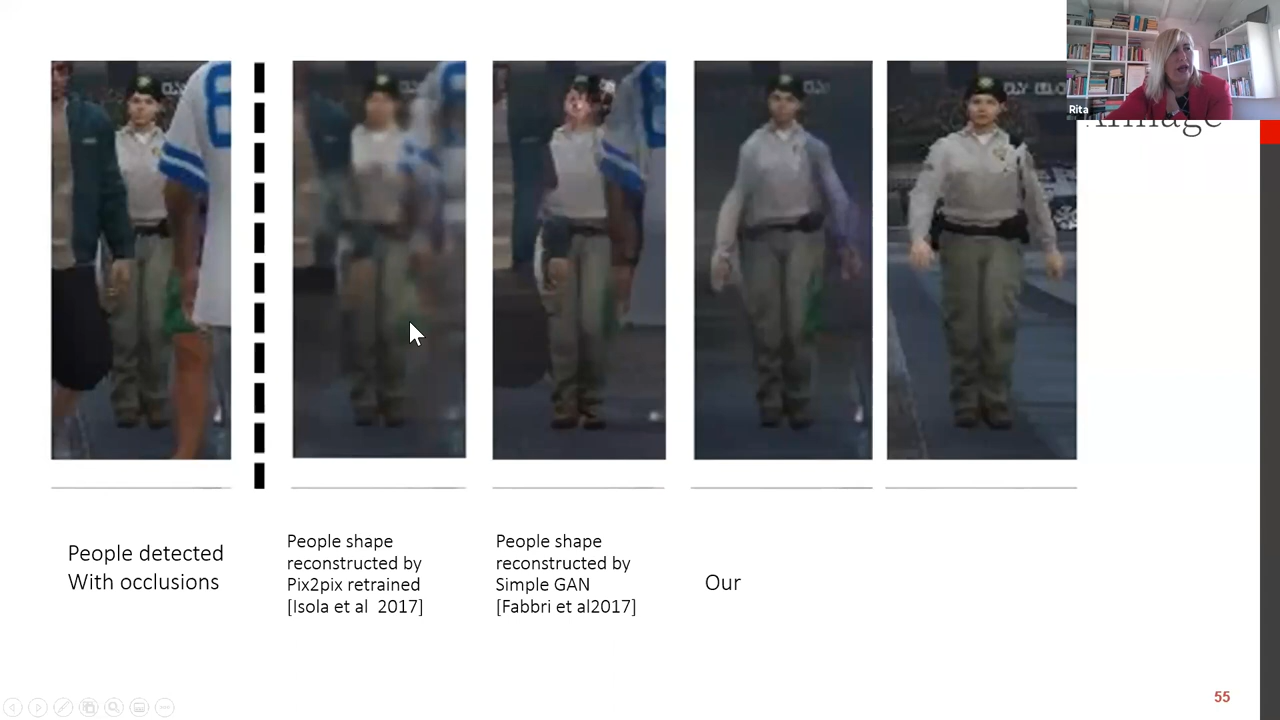 Rita
People detected
With occlusions
People shape
reconstructed by
Pix2pix retrained
[Isola et al 2017]
People shape
reconstructed by
Simple GAN
[Fabbri et al2017]
Our
55